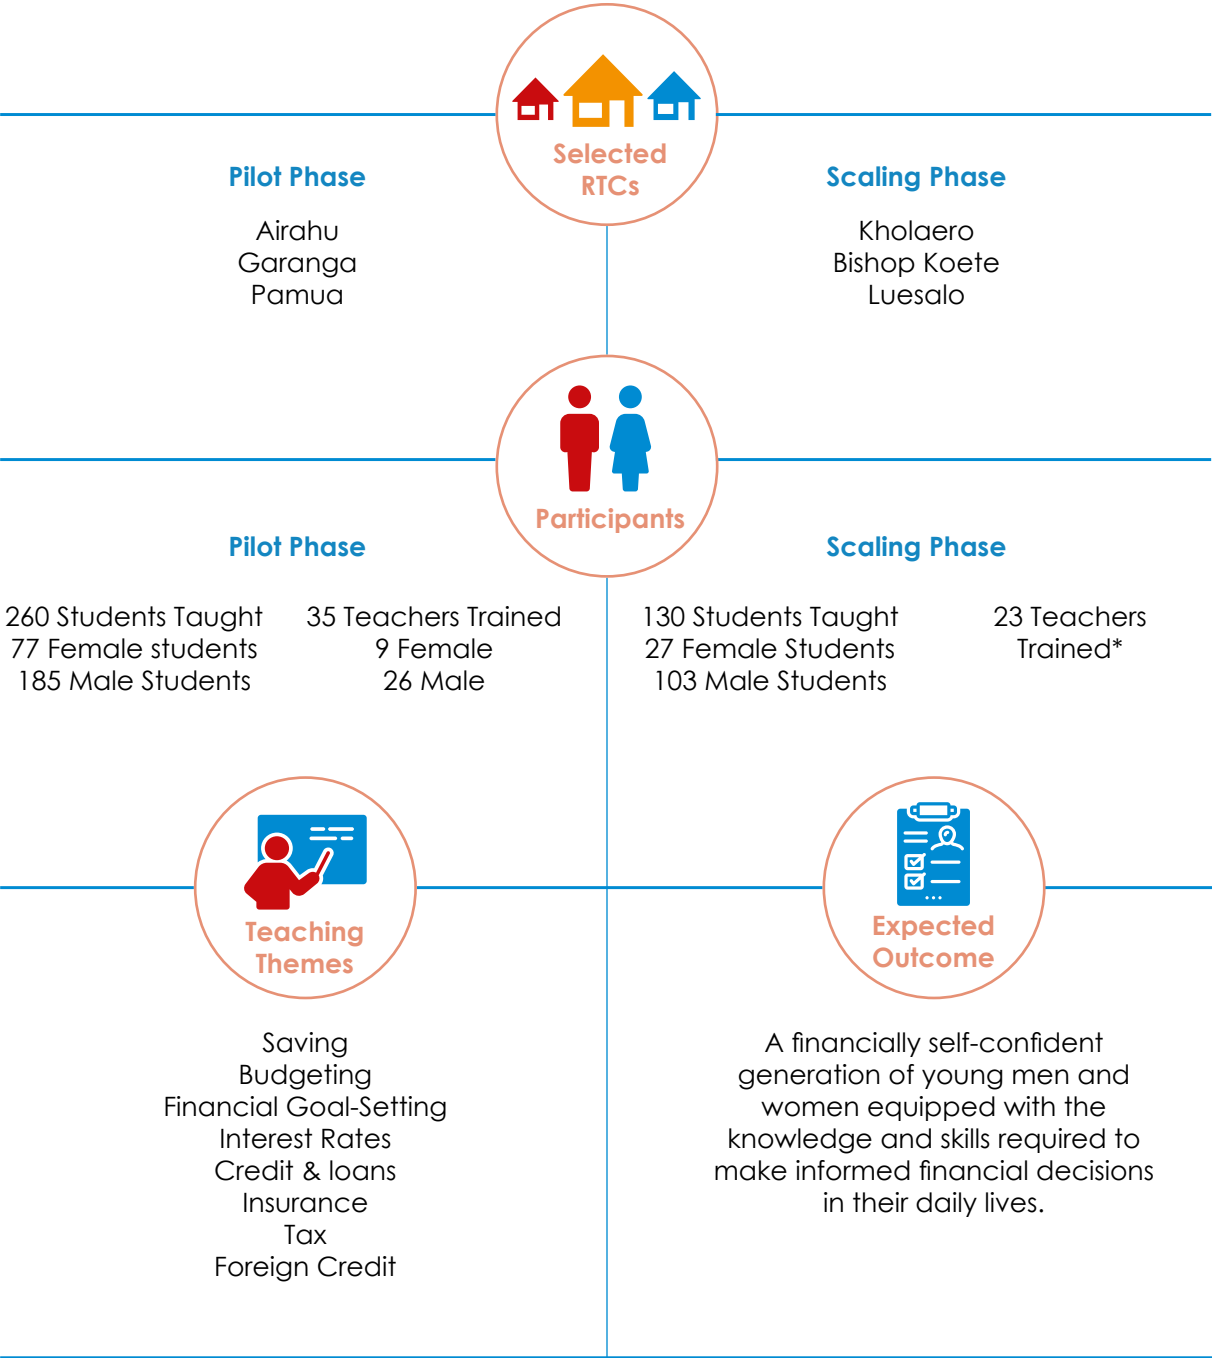 Selected
RTCs
Pilot Phase
Airahu
Garanga
Pamua
Scaling Phase
Kholaero
Bishop Koete
Luesalo
Participants
Pilot Phase
260 Students Taught
77 Female students
185 Male Students
35 Teachers Trained
9 Female
26 Male
Scaling Phase
130 Students Taught
27 Female Students
103 Male Students
23 Teachers
Trained*
Teaching
Themes
Saving
Budgeting
Financial Goal-Setting
Interest Rates
Credit & loans
Insurance
Tax
Foreign Credit
Expected
Outcome
A financially self-confident
generation of young men and
women equipped with the
knowledge and skills required to
make informed financial decisions
in their daily lives.